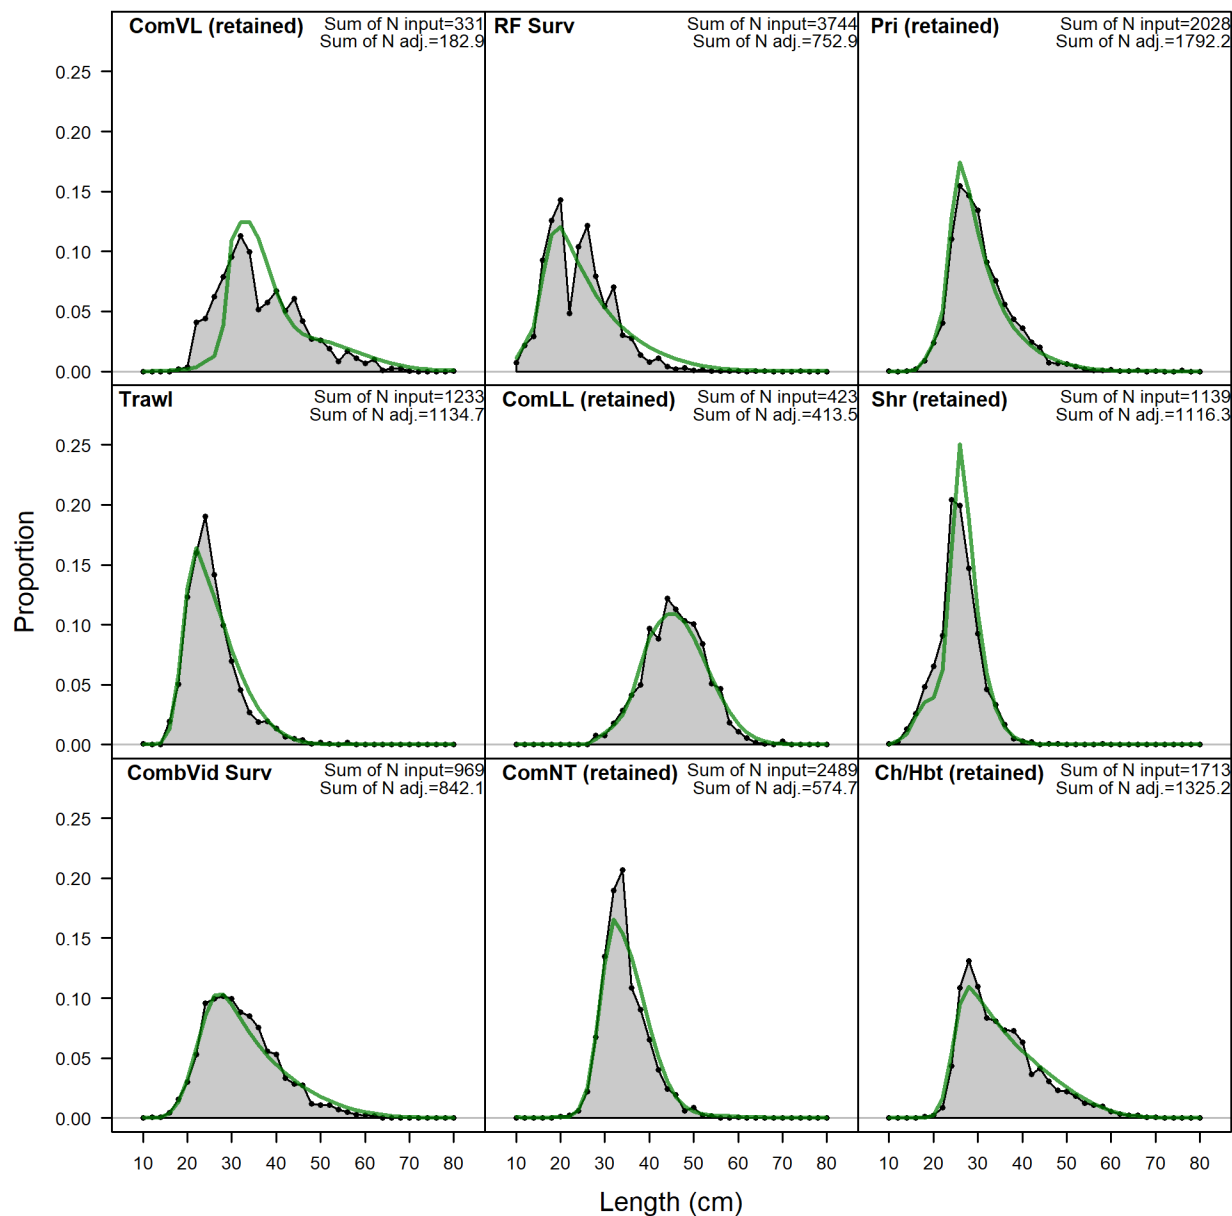 ComVL (retained)
Sum of N input=331
Sum of N adj.=182.9
RF Surv
Sum of N input=3744
Sum of N adj.=752.9
Pri (retained)
Sum of N input=2028
Sum of N adj.=1792.2
0.25
0.20
0.15
0.10
0.05
0.00
Trawl
Sum of N input=1233
Sum of N adj.=1134.7
ComLL (retained)
Sum of N input=423
Sum of N adj.=413.5
Shr (retained)
Sum of N input=1139
Sum of N adj.=1116.3
0.25
0.20
0.15
0.10
0.05
0.00
Proportion
CombVid Surv
Sum of N input=969
Sum of N adj.=842.1
ComNT (retained)
Sum of N input=2489
Sum of N adj.=574.7
Ch/Hbt (retained)
Sum of N input=1713
Sum of N adj.=1325.2
0.25
0.20
0.15
0.10
0.05
0.00
10 20 30 40 50 60 70 80
10 20 30 40 50 60 70 80
10 20 30 40 50 60 70 80
Length (cm)